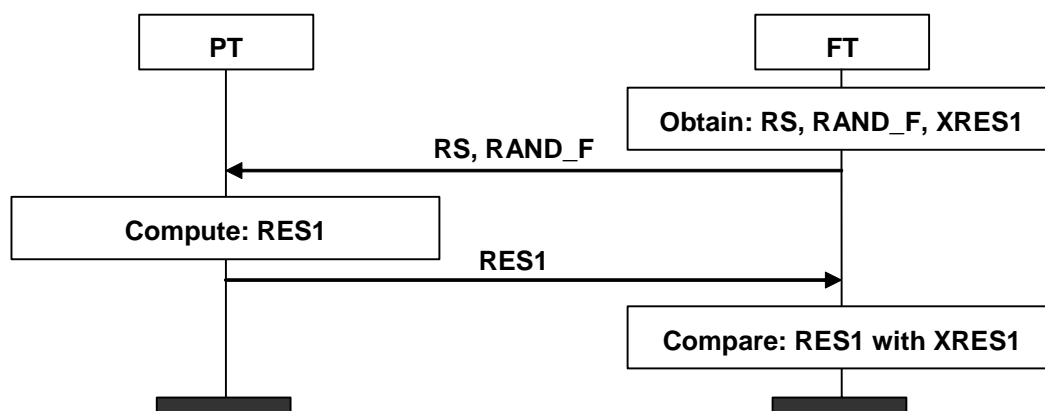 PT
FT
Obtain: RS, RAND_F, XRES1
RS, RAND_F
Compute: RES1
RES1
Compare: RES1 with XRES1